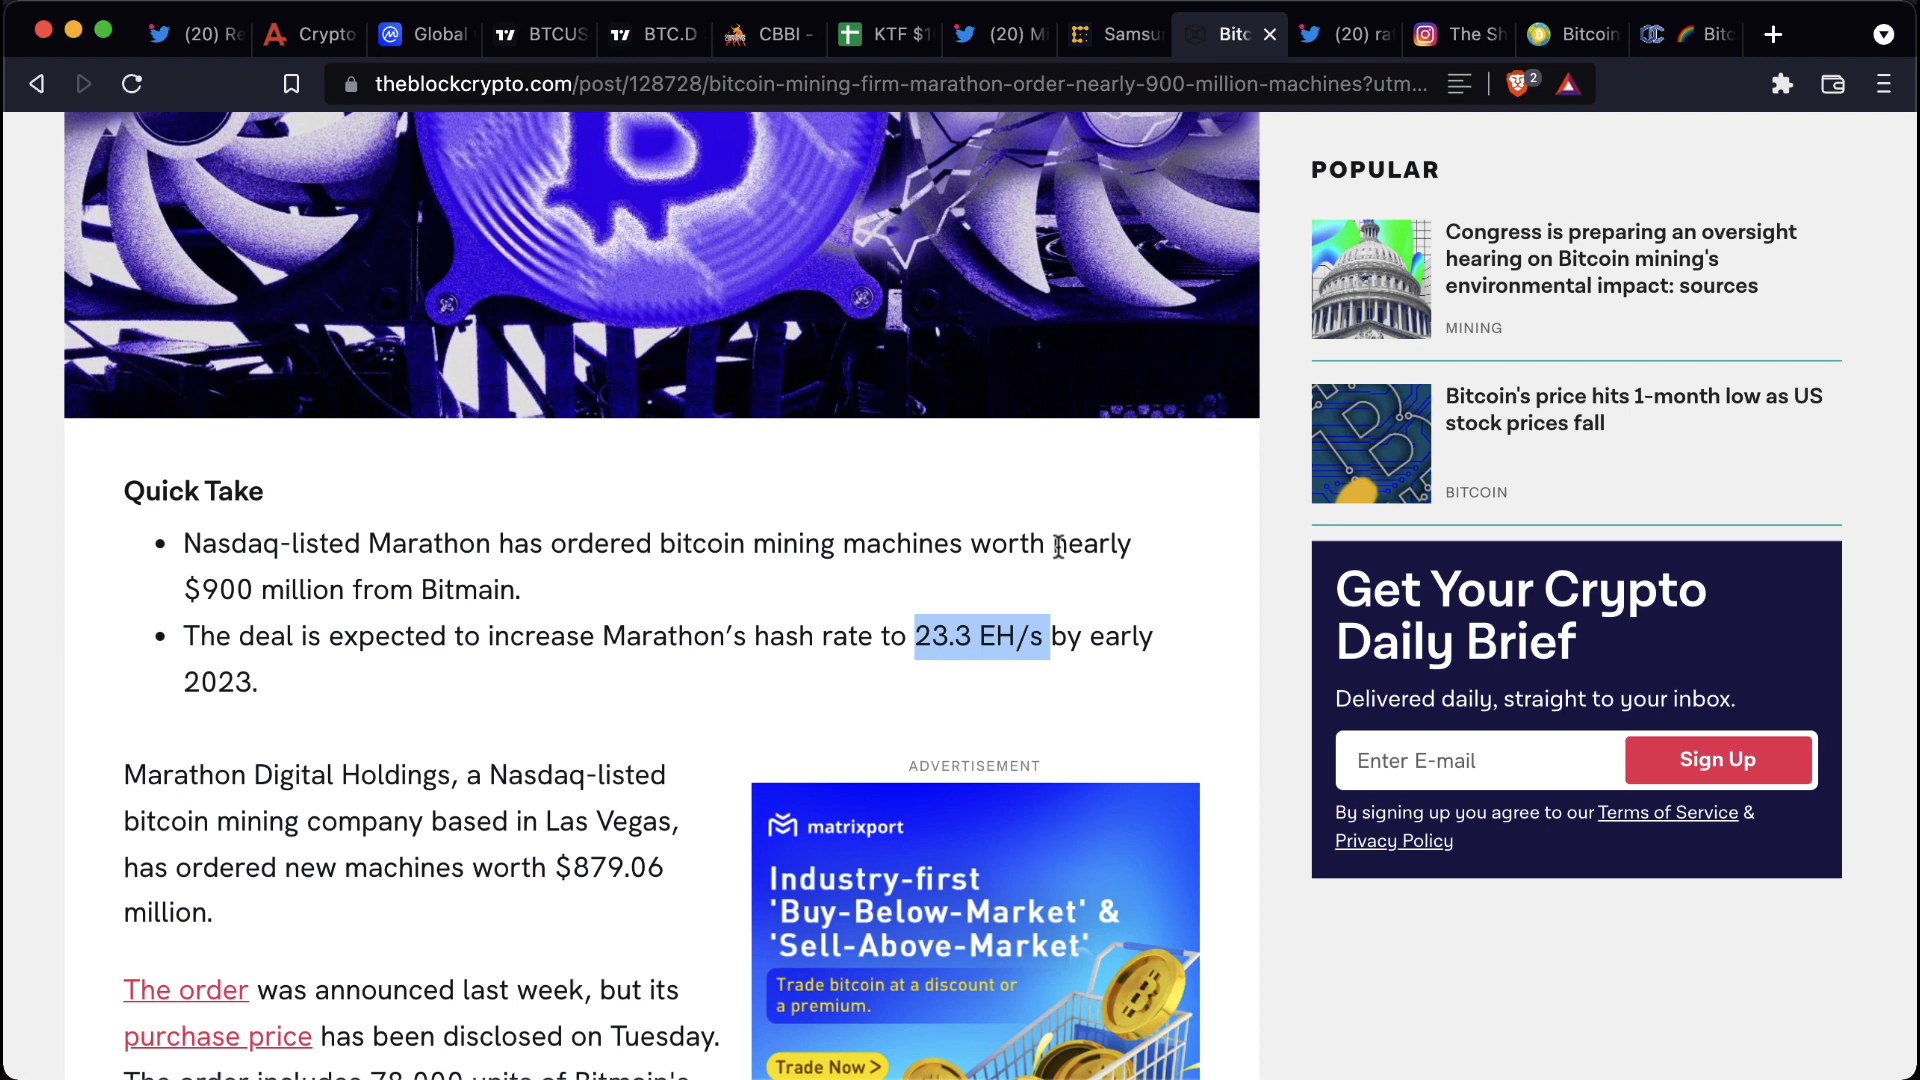 (20) Re
Crypto
Global
BTCUS
BTC.D
CBBI -
KTF $1
(20) Mi
Samsu
Bitc
(20) ra
The Sh
Bitcoin
Bitc
theblockcrypto.com/post/128728/bitcoin-mining-firm-marathon-order-nearly-900-million-machines?utm...
2
Quick Take
Nasdaq-listed Marathon has ordered bitcoin mining machines worth nearly
$900 million from Bitmain.
The deal is expected to increase Marathon's hash rate to 23.3 EH/s by early
2023.
Marathon Digital Holdings, a Nasdaq-listed
bitcoin mining company based in Las Vegas,
has ordered new machines worth $879.06
million.
The order was announced last week, but its
purchase price has been disclosed on Tuesday.
The order includes 78,000 units of Bitmain's
ADVERTISEMENT
matrixport
Industry-first
'Buy-Below-Market' &
'Sell-Above-Market'
Trade bitcoin at a discount or
a premium.
Trade Now >
POPULAR
Congress is preparing an oversight
hearing on Bitcoin mining's
environmental impact: sources
MINING
Bitcoin's price hits 1-month low as US
stock prices fall
BITCOIN
Get Your Crypto
Daily Brief
Delivered daily, straight to your inbox.
Enter E-mail
Sign Up
By signing up you agree to our Terms of Service &
Privacy Policy